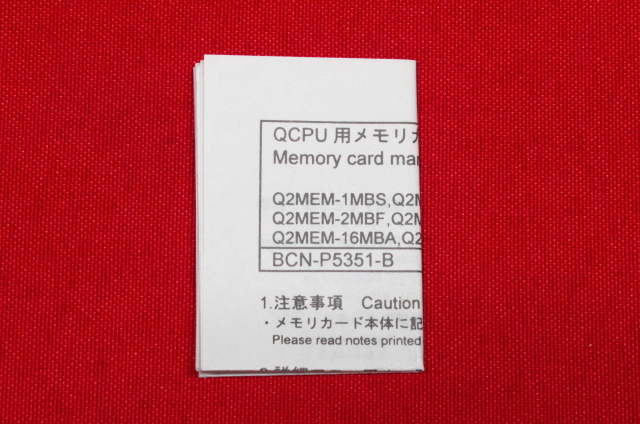 QCPU 用メモリカ
Memory card mar
Q2MEM-1MBS,Q2M
Q2MEM-2MBF,Q2M
Q2MEM-16MBA,Q2
BCN-P5351-B
1.注意事項 Caution
・メモリカード本体に記
Please read notes printed